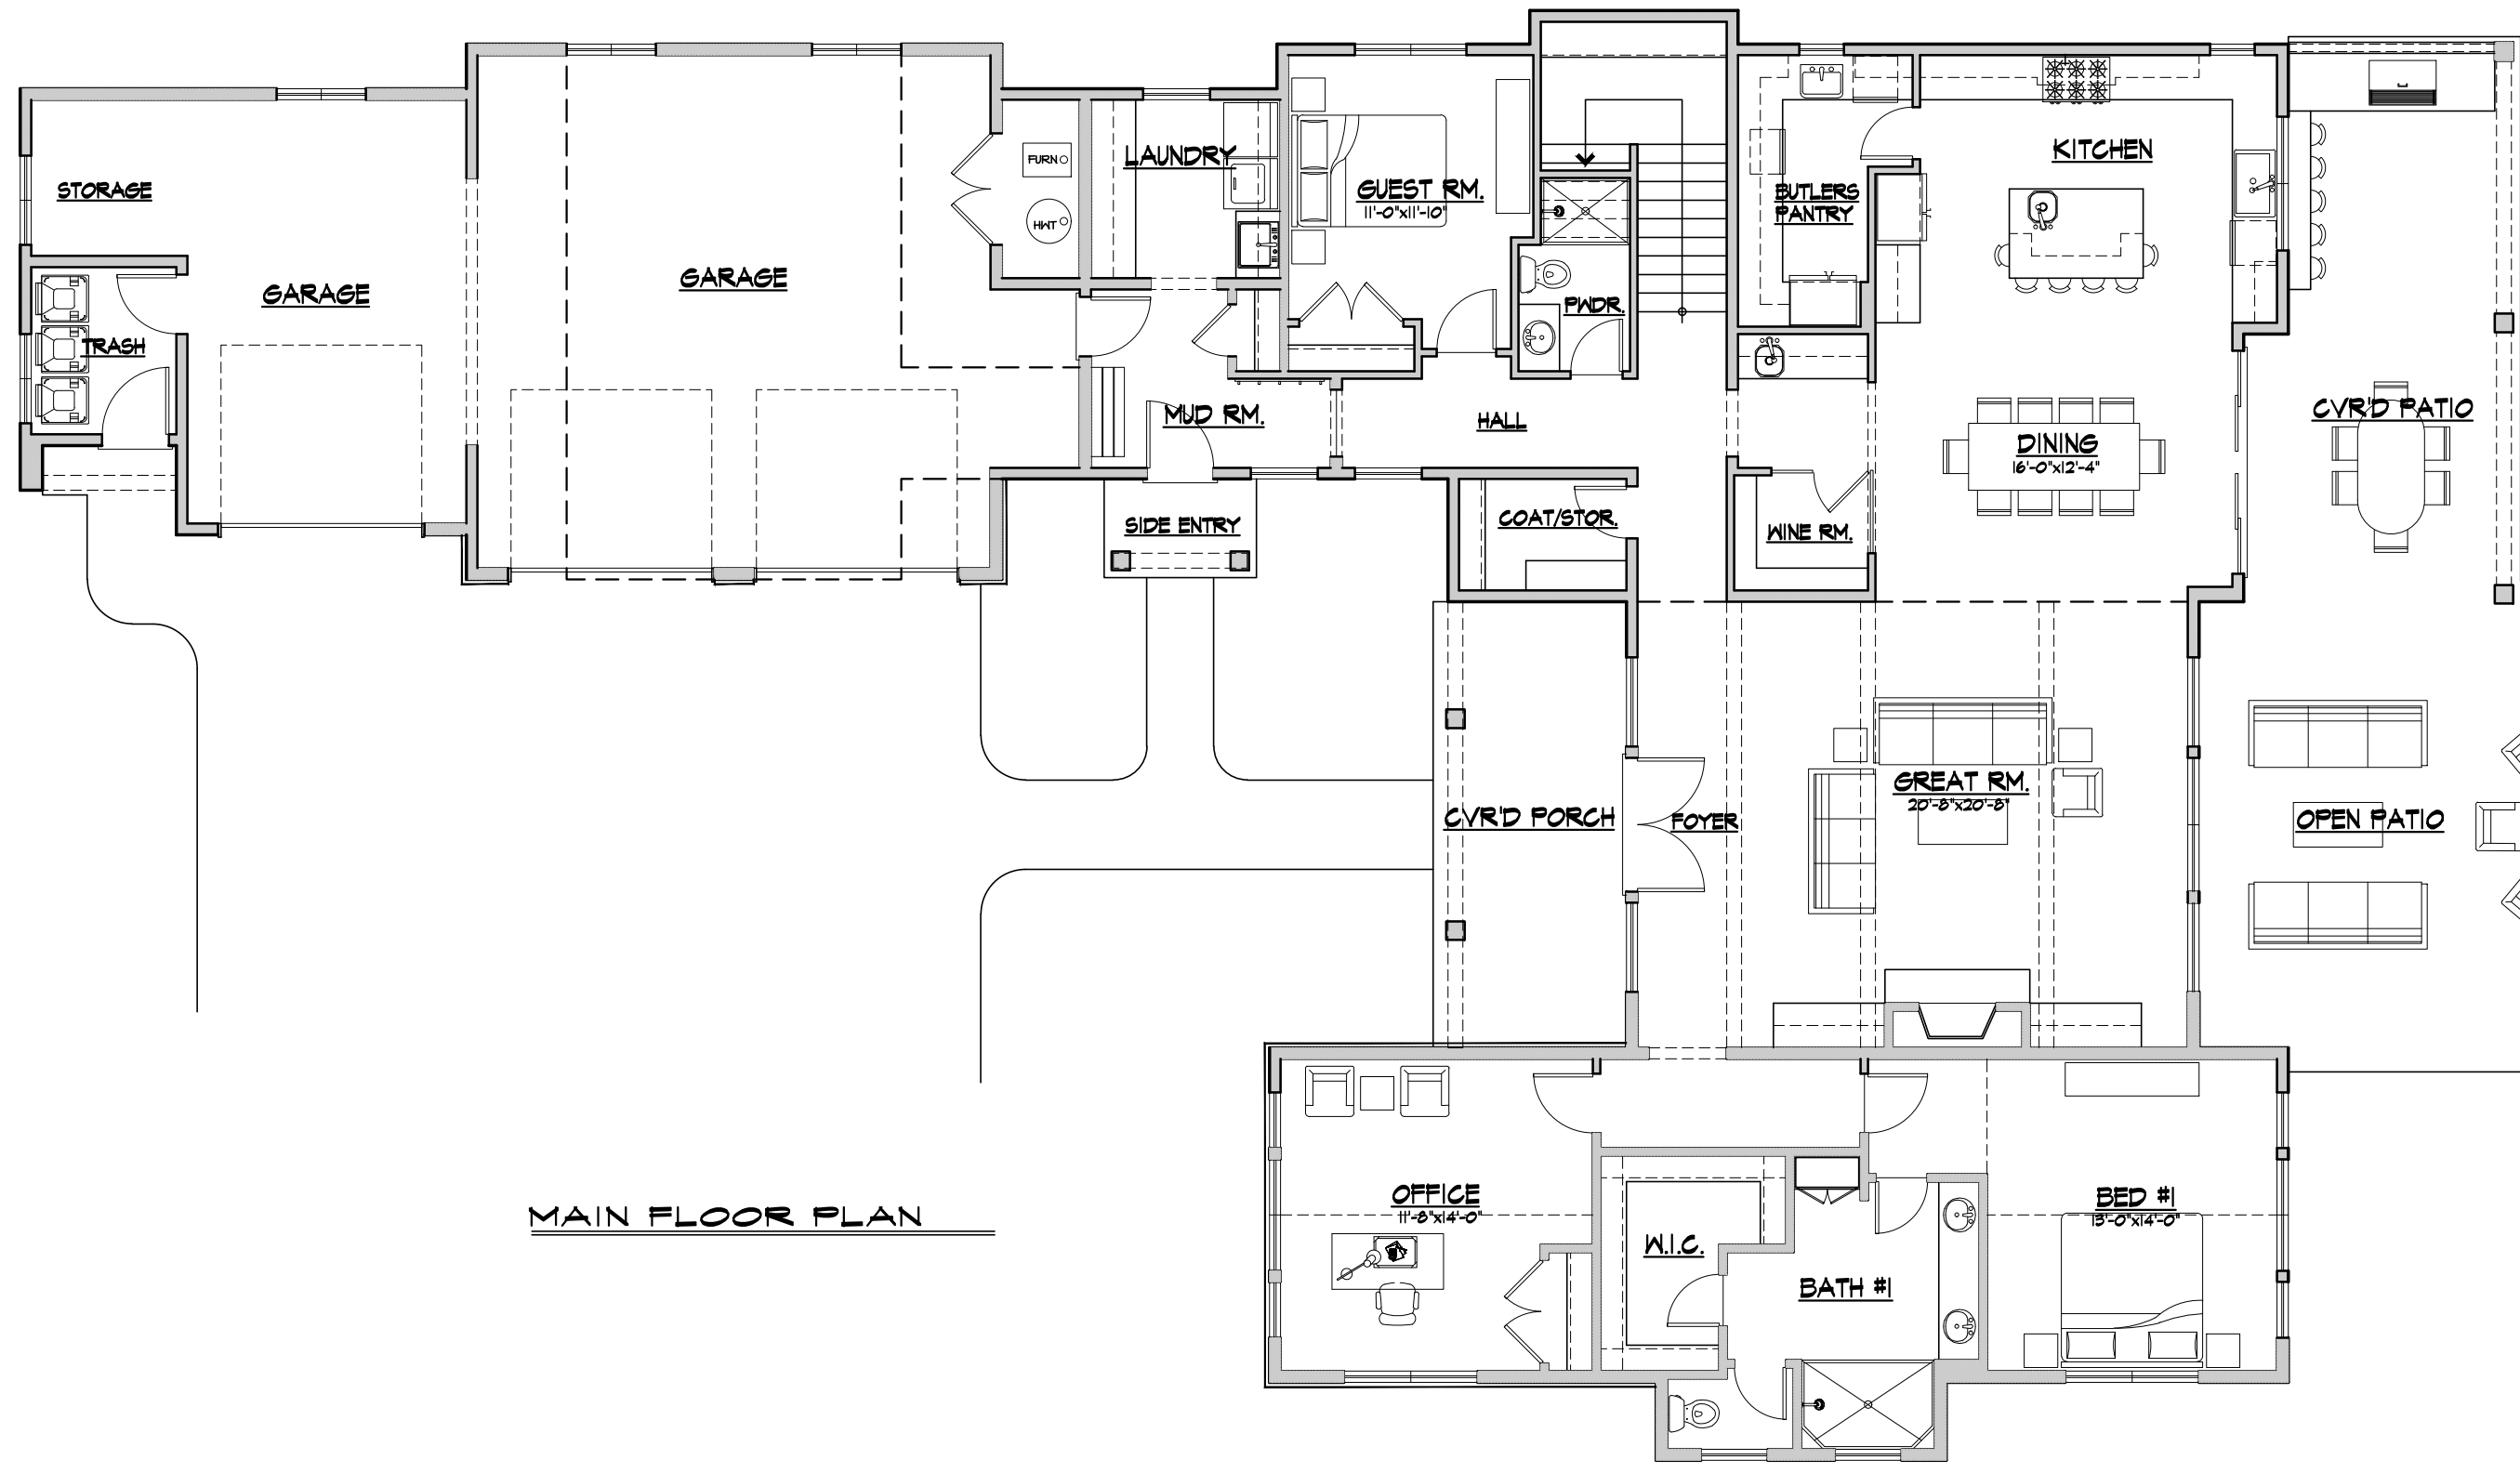 STORAGE
GARAGE
TRASH
GARAGE
FURN
HWT
LAUNDRY
GUEST RM.
11'-0"x11'-10"
PWDR.
BUTLERS
PANTRY
KITCHEN
MUD RM.
HALL
DINING
16'-0"x12'-4"
CVR'D PATIO
SIDE ENTRY
COAT/STOR.
WINE RM.
CVR'D PORCH
FOYER
GREAT RM.
20'-8"x20'-8"
OPEN PATIO
OFFICE
11'-8"x14'-0"
W.I.C.
BATH #1
BED #1
13'-0"x14'-0"
MAIN FLOOR PLAN